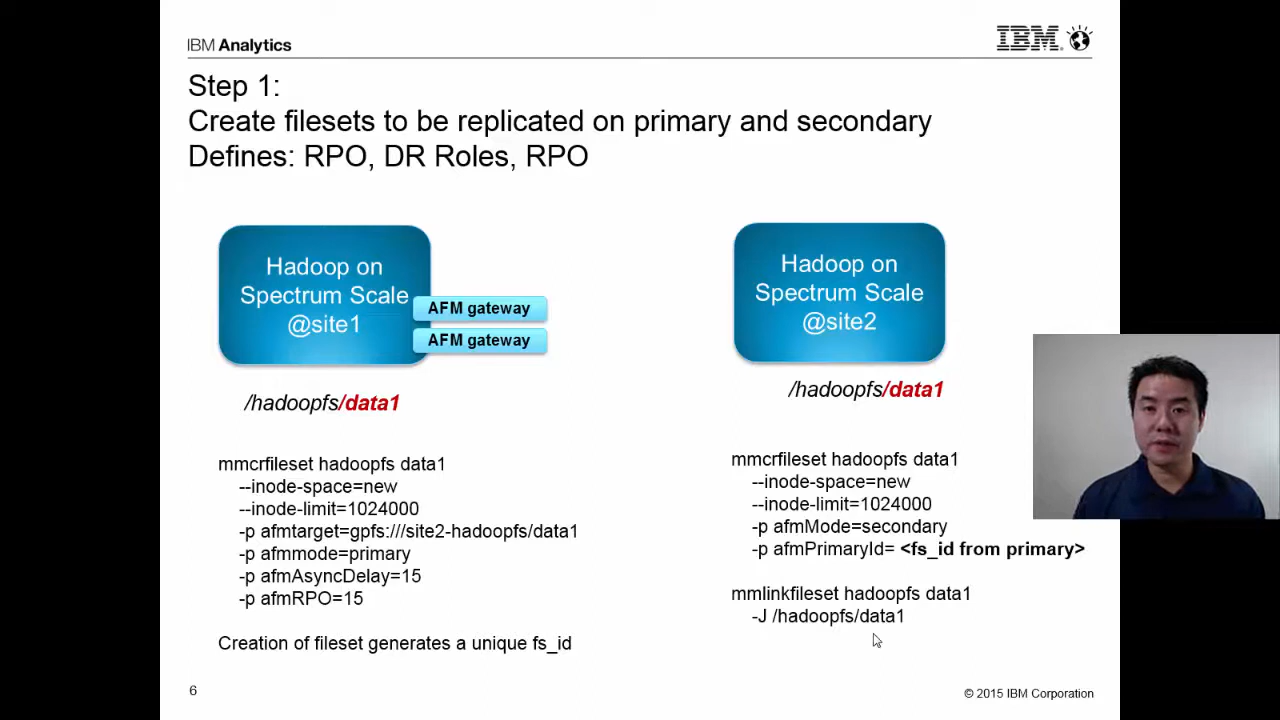 IBM Analytics
IBM
Step 1:
Create filesets to be replicated on primary and secondary
Defines: RPO, DR Roles, RPO
Hadoop on
Spectrum Scale
@site1
AFM gateway
AFM gateway
/hadoopfs/data1
mmcrfileset hadoopfs data1
--inode-space=new
--inode-limit=1024000
-p afmtarget=gpfs:///site2-hadoopfs/data1
-p afmmode=primary
-p afmAsyncDelay=15
-p afmRPO=15
Creation of fileset generates a unique fs_id
Hadoop on
Spectrum Scale
@site2
/hadoopfs/data1
mmcrfileset hadoopfs data1
--inode-space=new
--inode-limit=1024000
-p afmMode=secondary
-p afmPrimaryId= <fs_id from primary>
mmlinkfileset hadoopfs data1
-J /hadoopfs/data1
6
© 2015 IBM Corporation